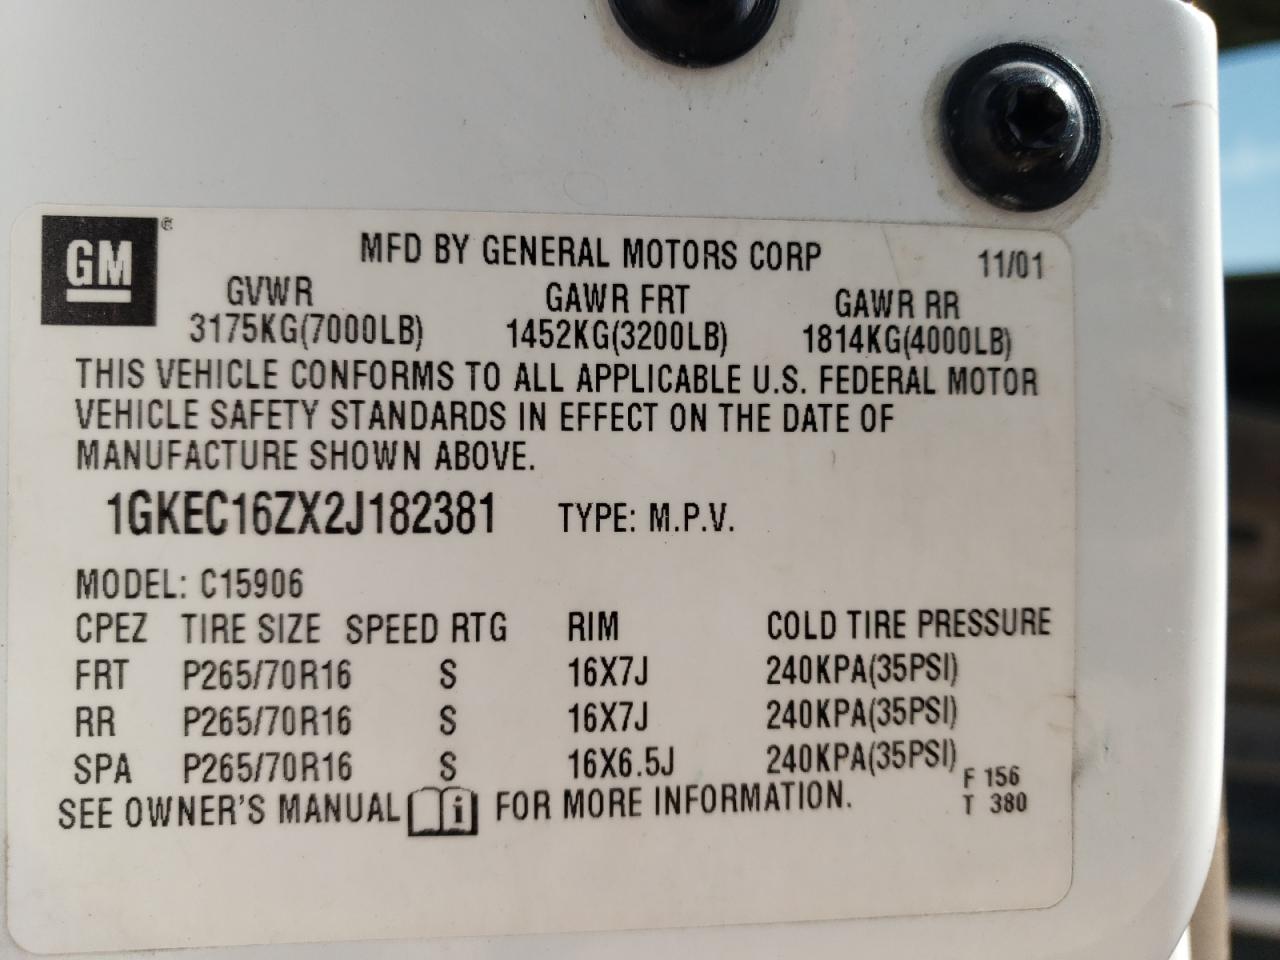 GM®
MFD BY GENERAL MOTORS CORP 11/01
GVWR GAWR FRT GAWR RR
3175KG(7000LB) 1452KG(3200LB) 1814KG(4000LB)
THIS VEHICLE CONFORMS TO ALL APPLICABLE U.S. FEDERAL MOTOR
VEHICLE SAFETY STANDARDS IN EFFECT ON THE DATE OF
MANUFACTURE SHOWN ABOVE.
1GKEC16ZX2J182381 TYPE: M.P.V.
MODEL: C15906
CPEZ TIRE SIZE SPEED RTG RIM COLD TIRE PRESSURE
FRT P265/70R16 S 16X7J 240KPA(35PSI)
RR P265/70R16 S 16X7J 240KPA(35PSI)
SPA P265/70R16 S 16X6.5J 240KPA(35PSI)
SEE OWNER'S MANUAL i FOR MORE INFORMATION.
F 156
T 380